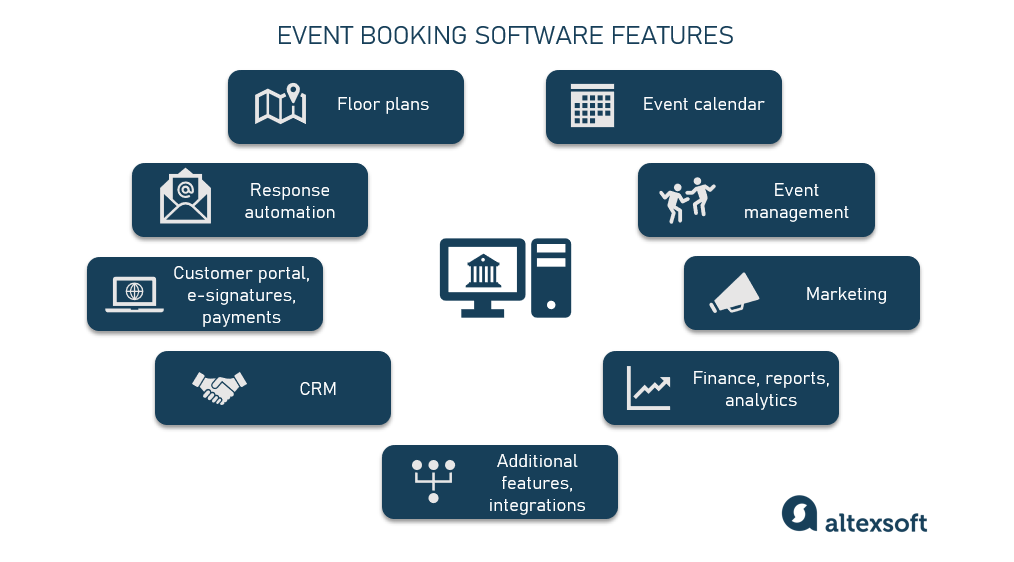 EVENT BOOKING SOFTWARE FEATURES
Floor plans
Event calendar
Response
automation
Event
management
Customer portal,
e-signatures,
payments
Marketing
CRM
Finance, reports,
analytics
Additional
features,
integrations
altexsoft